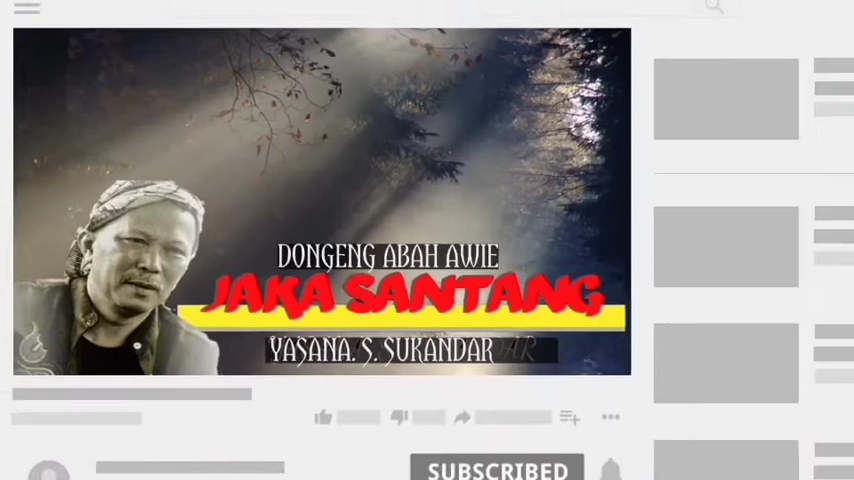 DONGENG ABAH AWIE
JAKA SANTANG
YASANA. S. SUKANDAR
SUBSCRIBED